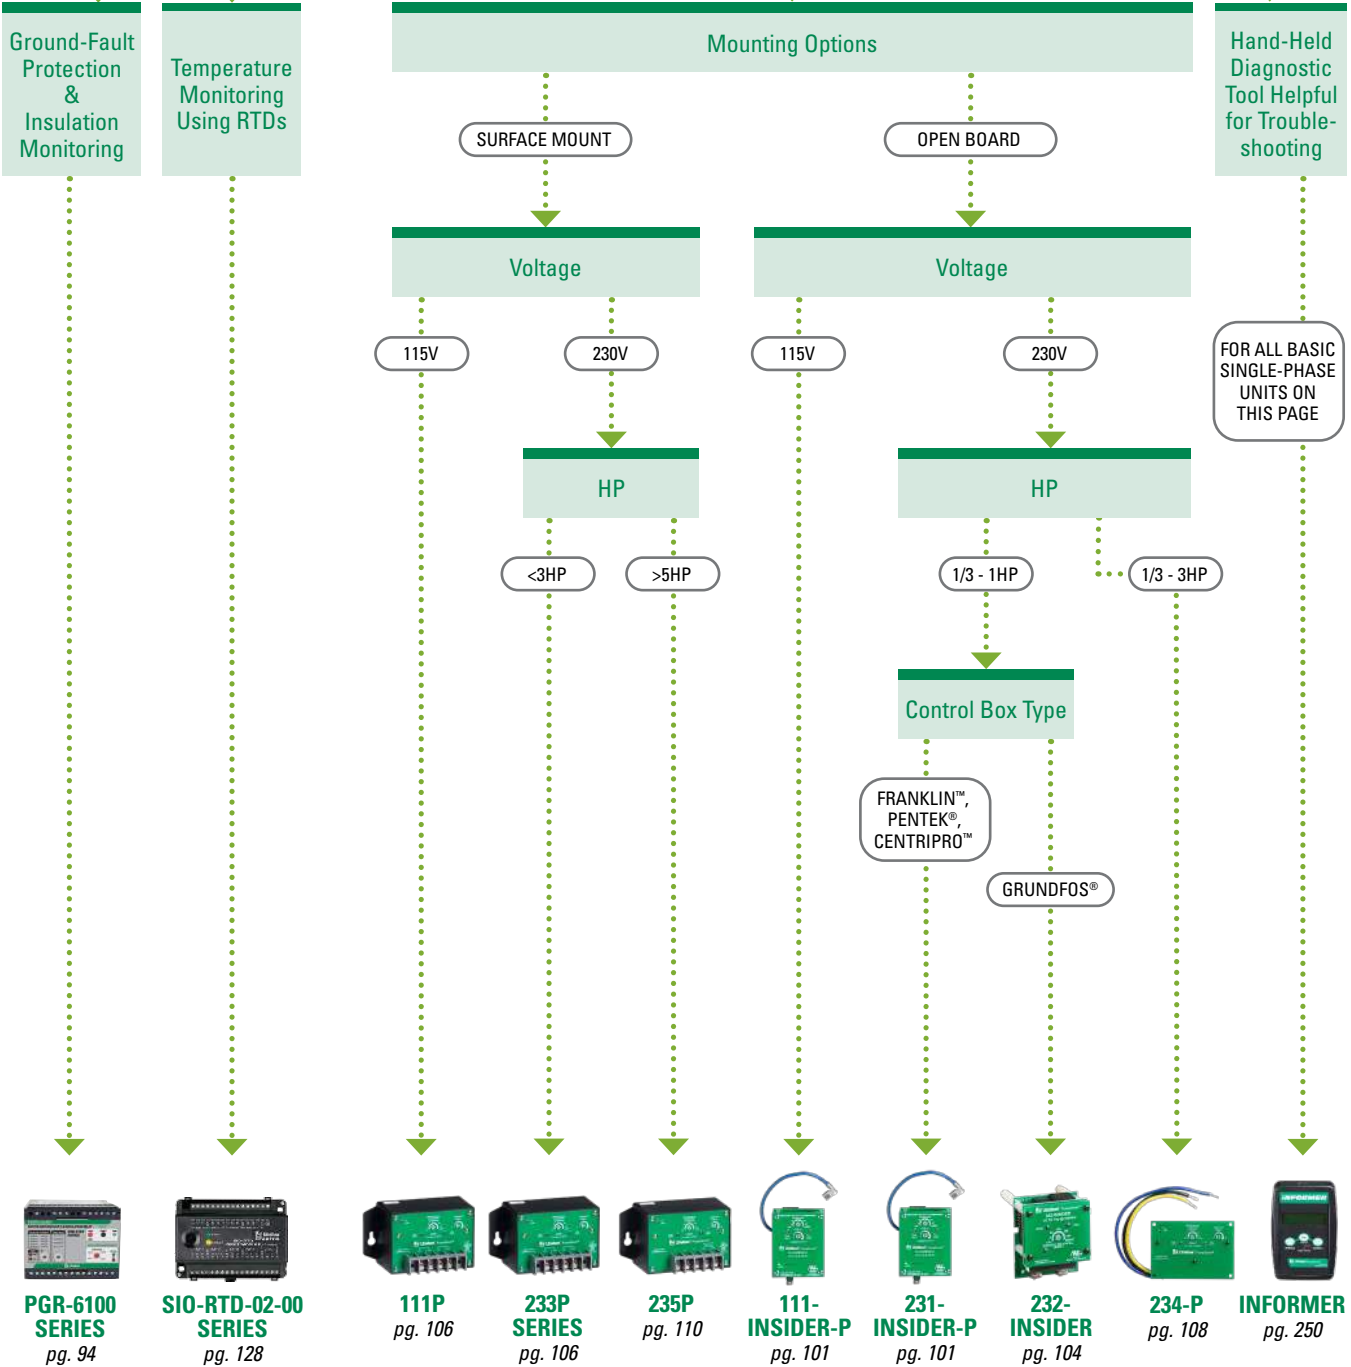 Ground-Fault
Protection
&
Insulation
Monitoring
Temperature
Monitoring
Using RTDs
Mounting Options
Hand-Held
Diagnostic
Tool Helpful
for Trouble-
shooting
SURFACE MOUNT
OPEN BOARD
Voltage
Voltage
115V
230V
115V
230V
FOR ALL BASIC
SINGLE-PHASE
UNITS ON
THIS PAGE
HP
HP
<3HP
>5HP
1/3 - 1HP
1/3 - 3HP
Control Box Type
FRANKLIN™,
PENTEK®,
CENTRIPRO™
GRUNDFOS®
INFORMER
PGR-6100
SERIES
pg. 94
SIO-RTD-02-00
SERIES
pg. 128
111P
pg. 106
233P
SERIES
pg. 106
235P
pg. 110
111-
INSIDER-P
pg. 101
231-
INSIDER-P
pg. 101
232-
INSIDER
pg. 104
234-P
pg. 108
INFORMER
pg. 250